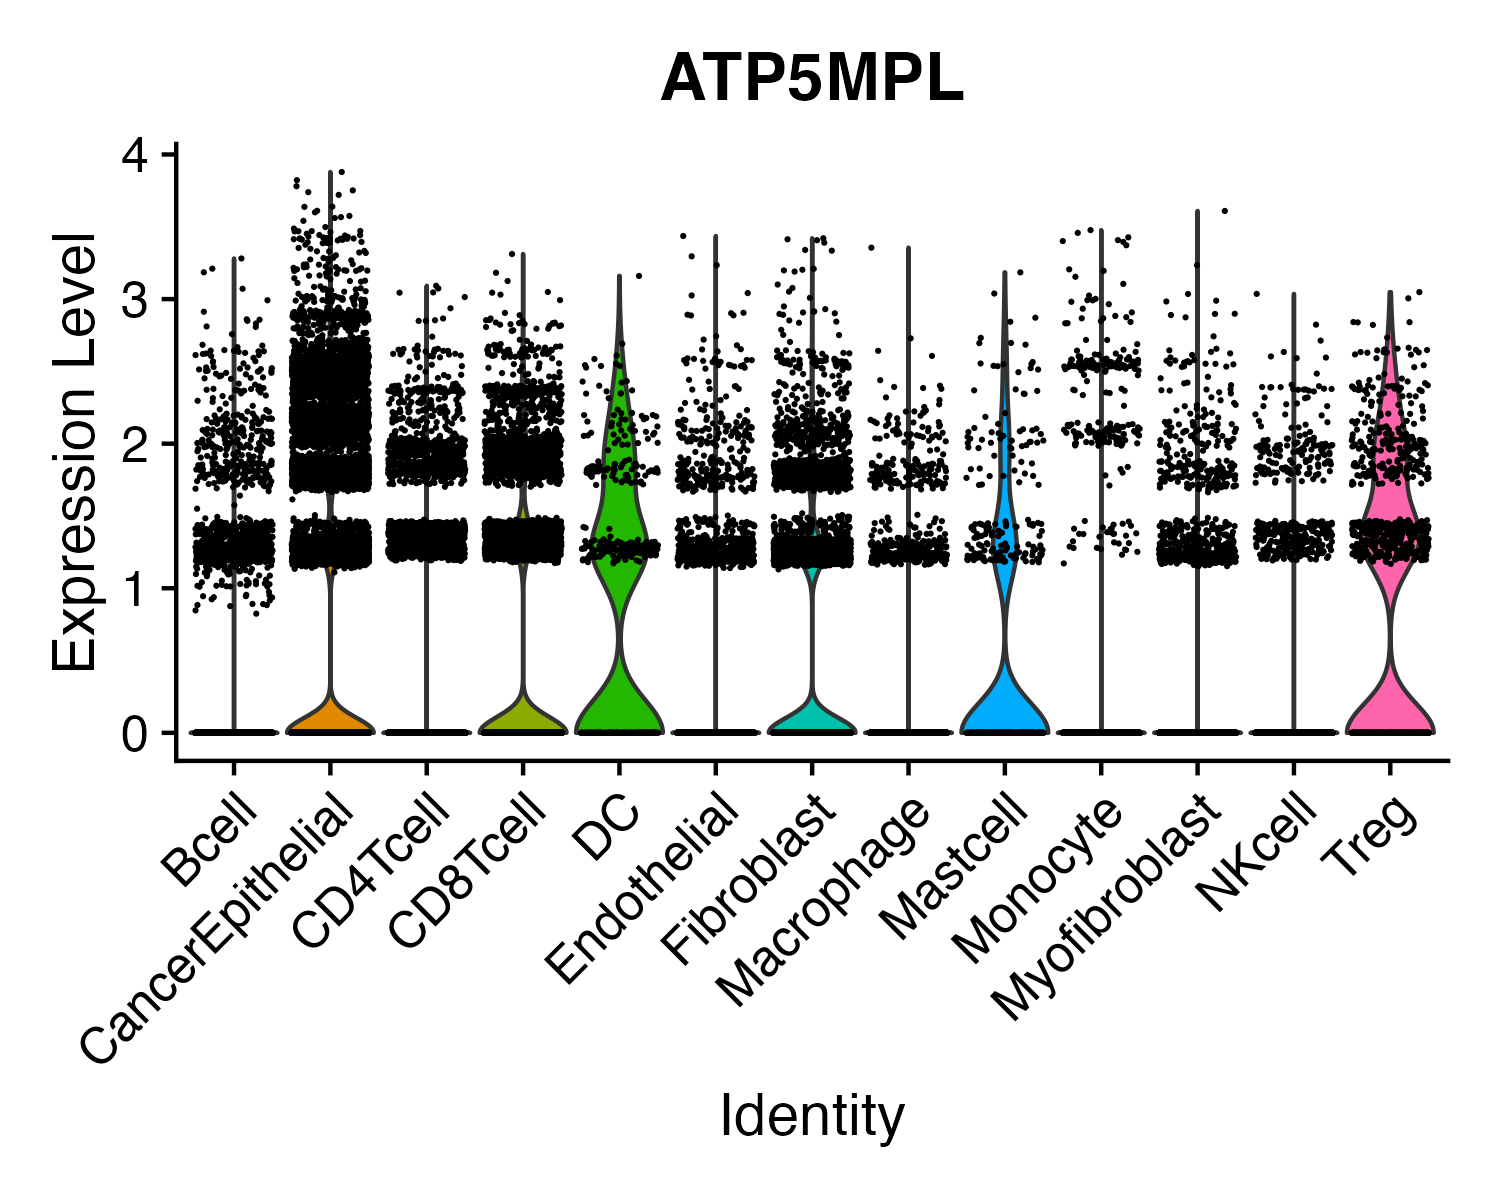 ATP5MPL
Expression Level
4
3
2
1
0
Bcell
CancerEpithelial
CD4Tcell
CD8Tcell
DC
Endothelial
Fibroblast
Macrophage
Mastcell
Monocyte
Myofibroblast
NKcell
Treg
Identity